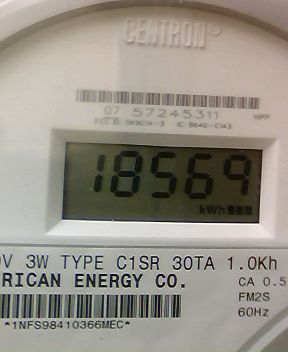 CENTRON®
07 57245311
HPP
18569
kWh
V 3W TYPE C1SR 30TA 1.0Kh
RICAN ENERGY CO.
CA 0.5
FM2S
60Hz
*1NFS98410366MEC*